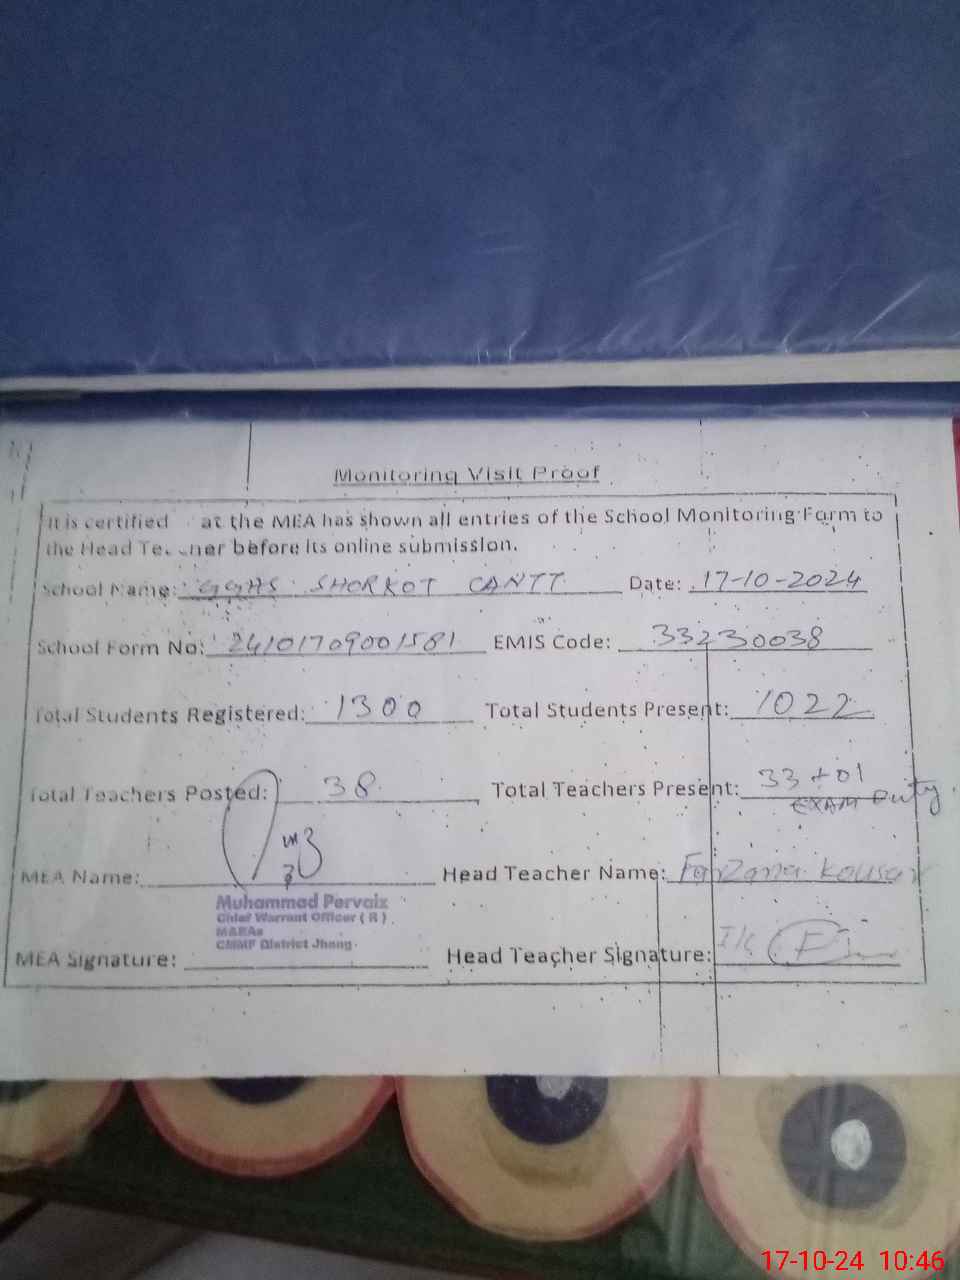 Monitoring Visit Proof
It is certified at the MEA has shown all entries of the School Monitoring Form to
the Head Teacher before its online submission.
School Name: GGHS SHORKOT CANTT Date: 17-10-2024
School Form No: 24101709001581 EMIS Code: 33230038
Total Students Registered: 1300 Total Students Present: 1022
Total Teachers Posted: 38 Total Teachers Present: 33 + 01
EXAM Duty
MEA Name: Head Teacher Name: Farzana Kousar
Muhammad Pervaiz
Chief Warrant Officer ( R )
MEAs
CMMF District Jhang
MEA Signature: Head Teacher Signature: I/c
17-10-24 10:46